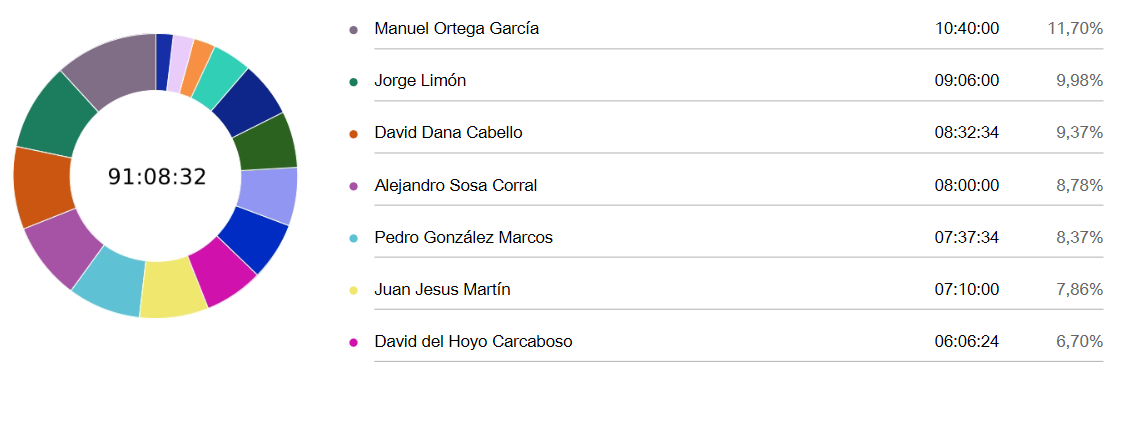 91:08:32
Manuel Ortega García 10:40:00 11,70%
Jorge Limón 09:06:00 9,98%
David Dana Cabello 08:32:34 9,37%
Alejandro Sosa Corral 08:00:00 8,78%
Pedro González Marcos 07:37:34 8,37%
Juan Jesus Martín 07:10:00 7,86%
David del Hoyo Carcaboso 06:06:24 6,70%